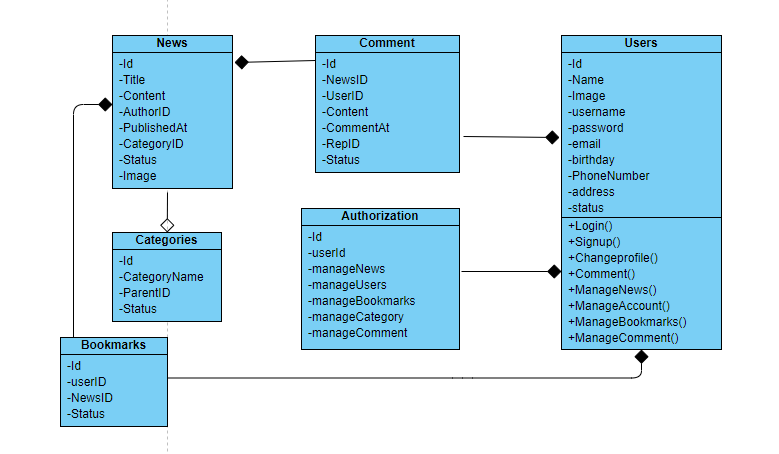 News
-Id
-Title
-Content
-AuthorID
-PublishedAt
-CategoryID
-Status
-Image
Comment
-Id
-NewsID
-UserID
-Content
-CommentAt
-RepID
-Status
Users
-Id
-Name
-Image
-username
-password
-email
-birthday
-PhoneNumber
-address
-status
+Login()
+Signup()
+Changeprofile()
+Comment()
+ManageNews()
+ManageAccount()
+ManageBookmarks()
+ManageComment()
Categories
-Id
-CategoryName
-ParentID
-Status
Authorization
-Id
-userId
-manageNews
-manageUsers
-manageBookmarks
-manageCategory
-manageComment
Bookmarks
-Id
-userID
-NewsID
-Status